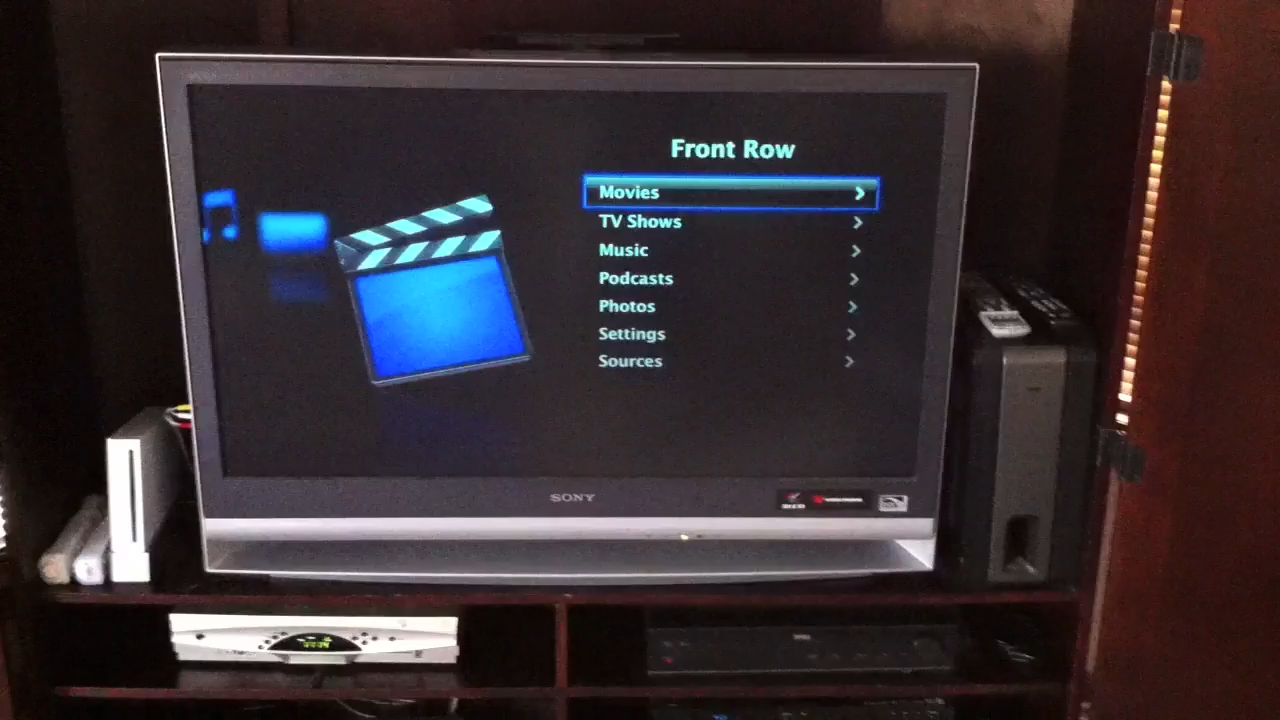 Front Row
Movies
TV Shows
Music
Podcasts
Photos
Settings
Sources
SONY